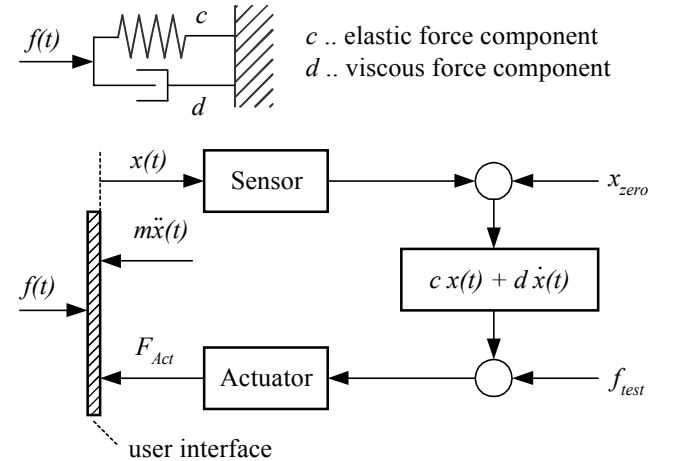 f(t)
c
d
c .. elastic force component
d .. viscous force component
x(t)
Sensor
x_zero
mẍ(t)
f(t)
c x(t) + d ẋ(t)
F_Act
Actuator
f_test
user interface